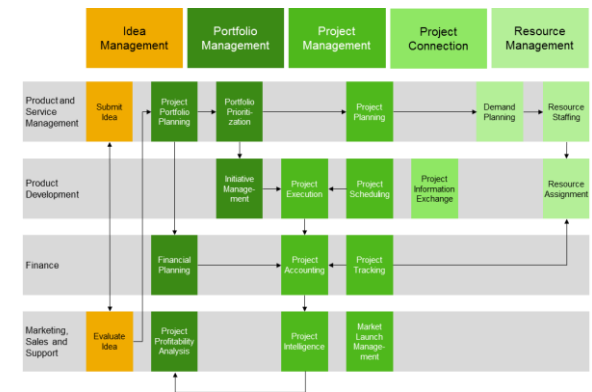 Idea
Management
Portfolio
Management
Project
Management
Project
Connection
Resource
Management
Product and
Service
Management
Submit
Idea
Project
Portfolio
Planning
Portfolio
Prioriti-
zation
Project
Planning
Demand
Planning
Resource
Staffing
Product
Development
Initiative
Manage-
ment
Project
Execution
Project
Scheduling
Project
Information
Exchange
Resource
Assignment
Finance
Financial
Planning
Project
Accounting
Project
Tracking
Marketing,
Sales and
Support
Evaluate
Idea
Project
Profitability
Analysis
Project
Intelligence
Market
Launch
Manage-
ment